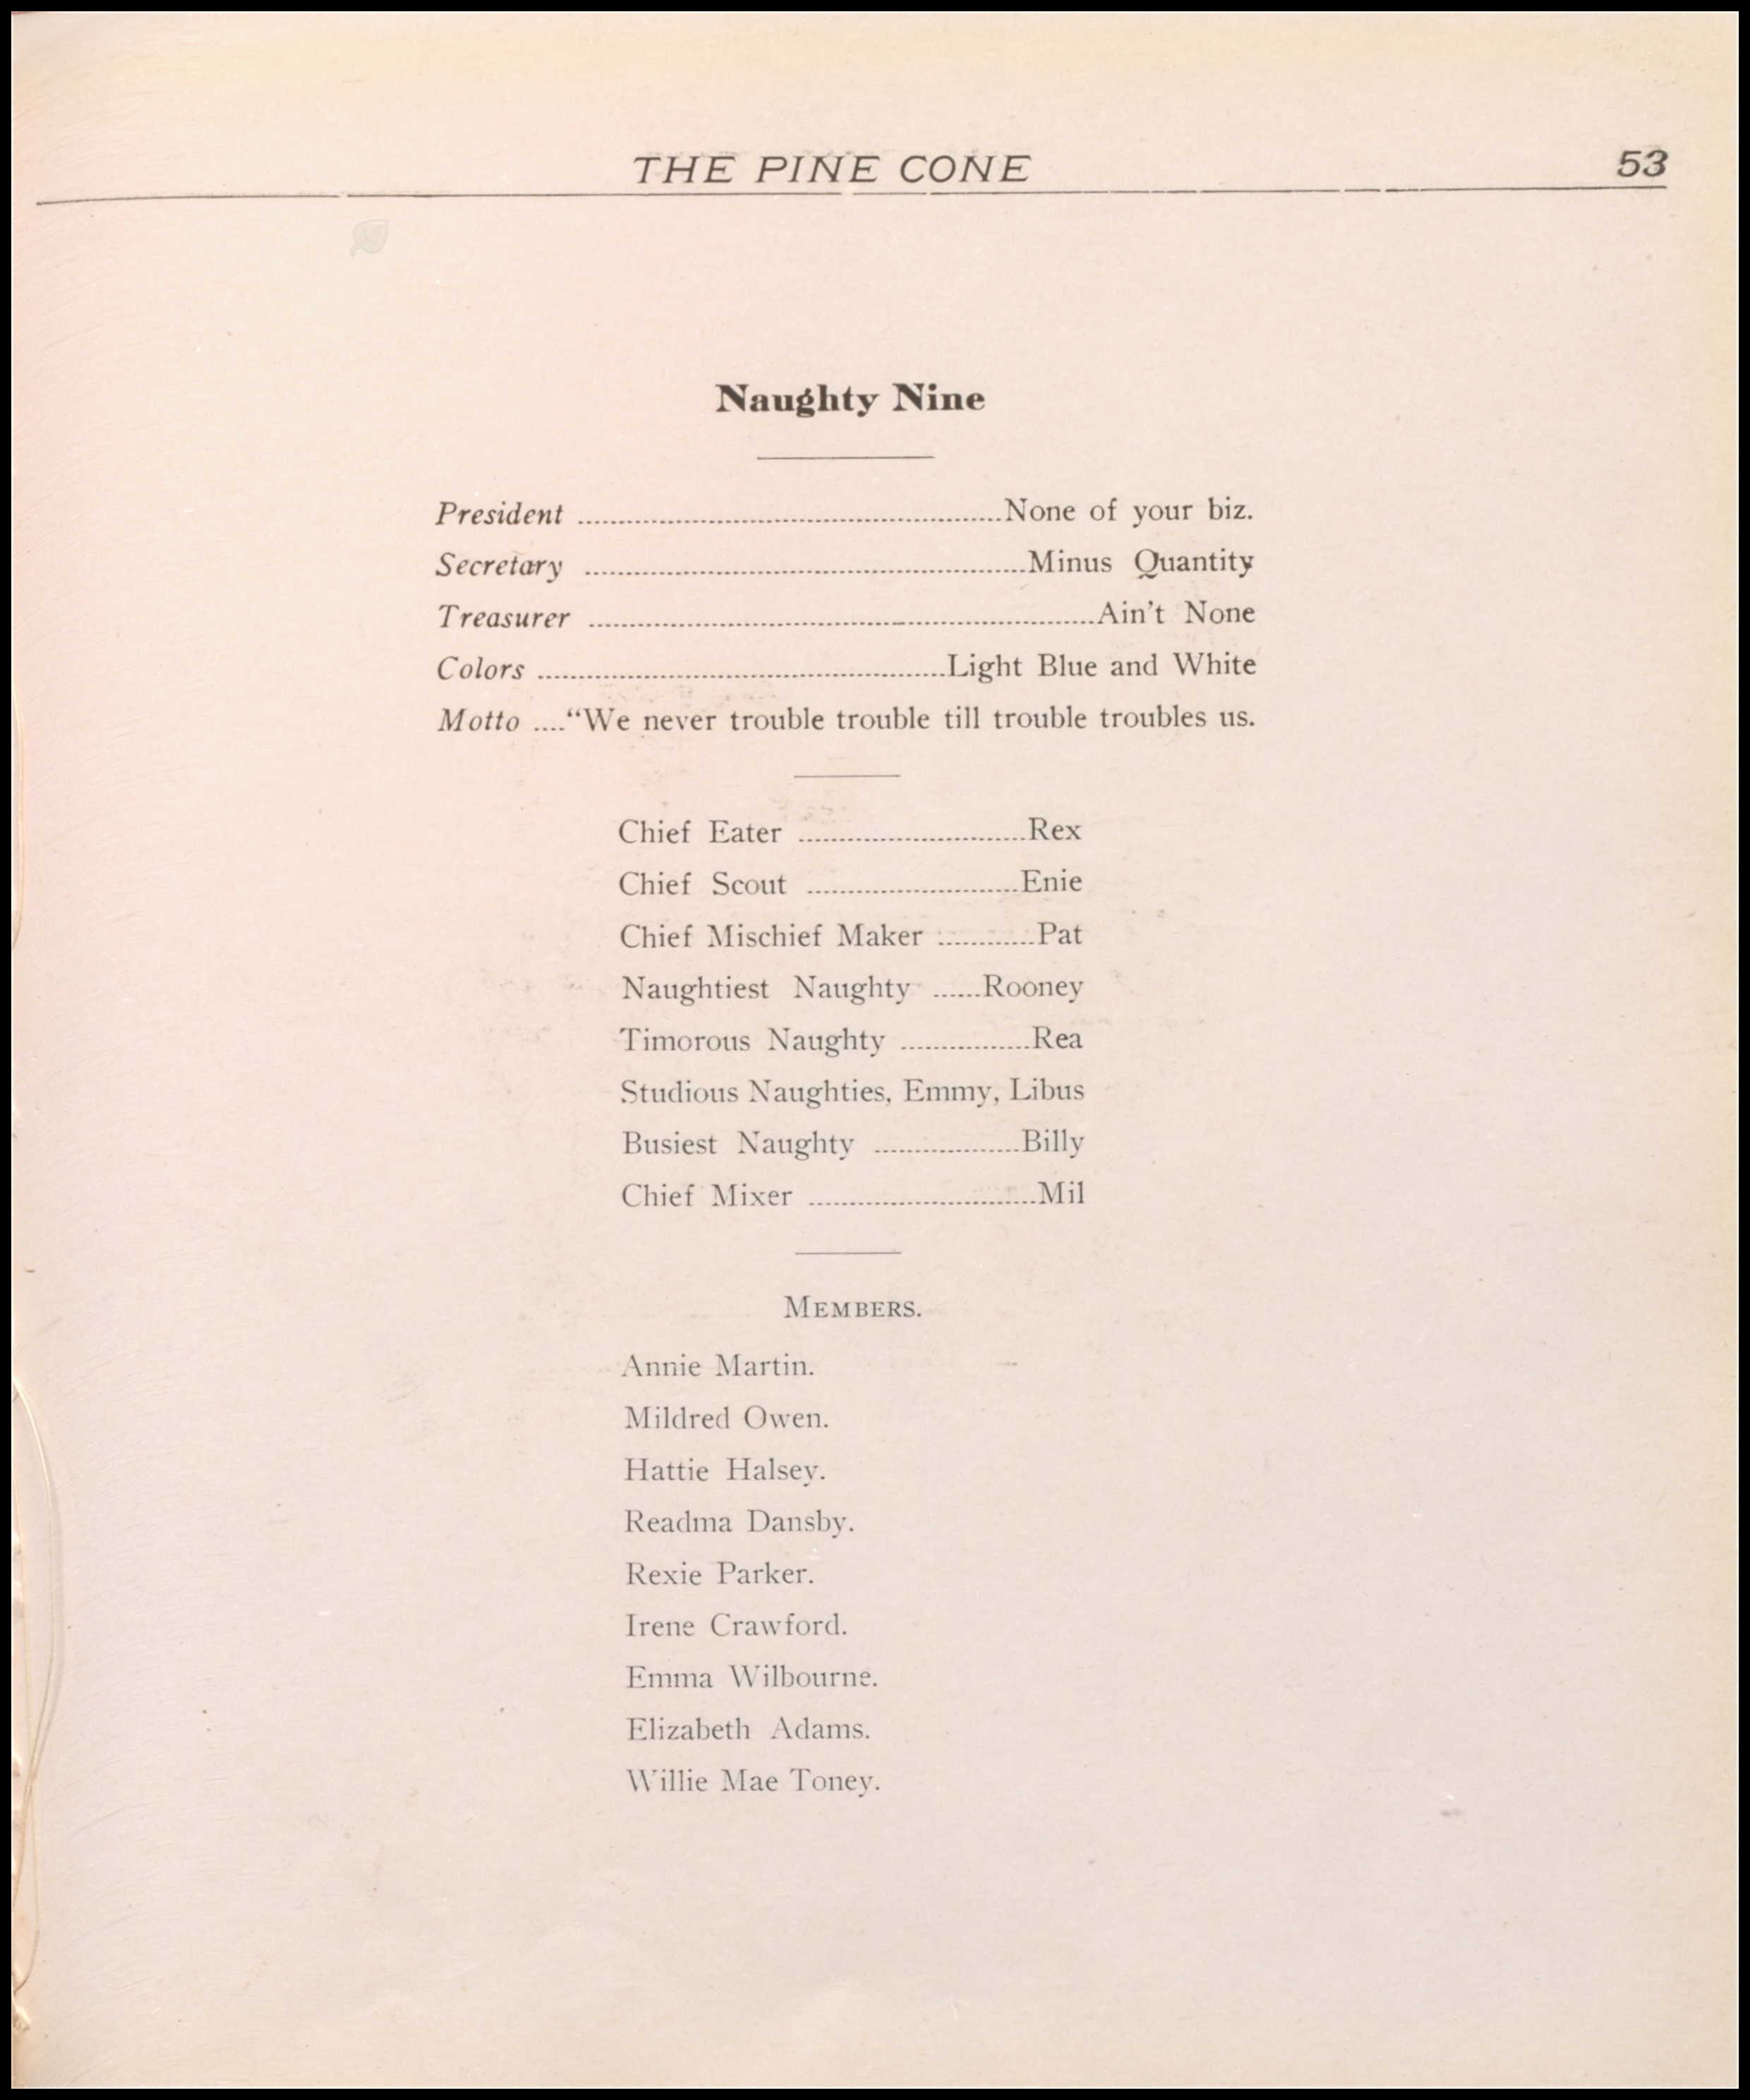 THE PINE CONE 53
Naughty Nine
President ....................................................None of your biz.
Secretary ......................................................Minus Quantity
Treasurer ..............................................................Ain't None
Colors ..................................................Light Blue and White
Motto ...."We never trouble trouble till trouble troubles us.
Chief Eater ............................Rex
Chief Scout ..........................Enie
Chief Mischief Maker ............Pat
Naughtiest Naughty ......Rooney
Timorous Naughty ................Rea
Studious Naughties, Emmy, Libus
Busiest Naughty ..................Billy
Chief Mixer ............................Mil
MEMBERS.
Annie Martin.
Mildred Owen.
Hattie Halsey.
Readma Dansby.
Rexie Parker.
Irene Crawford.
Emma Wilbourne.
Elizabeth Adams.
Willie Mae Toney.